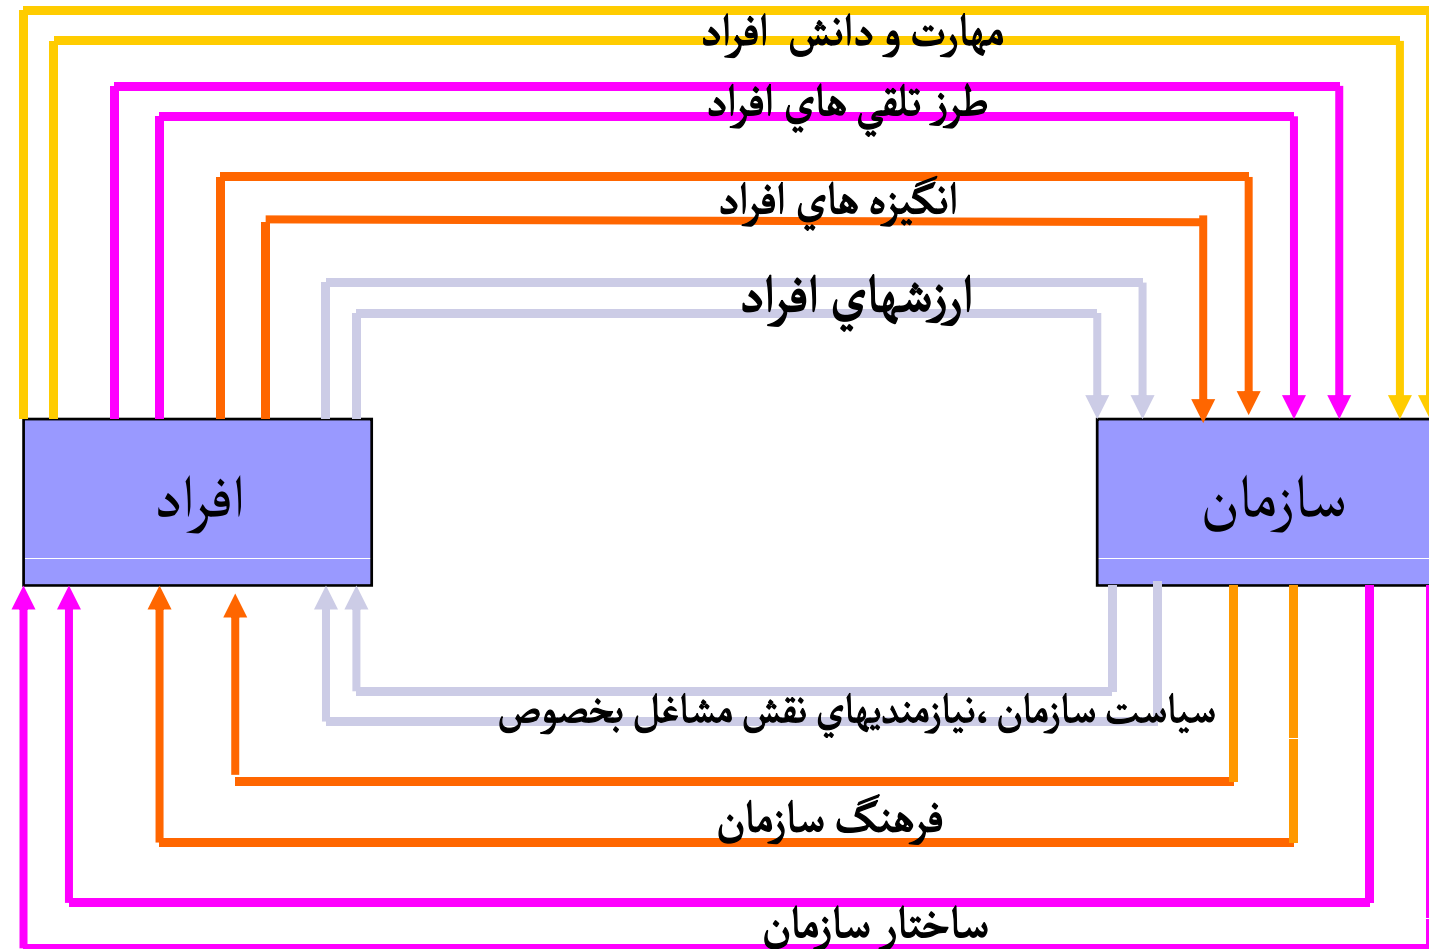 مهارت و دانش افراد
طرز تلقي هاي افراد
انگيزه هاي افراد
ارزشهاي افراد
سازمان
افراد
سياست سازمان ،نيازمنديهاي نقش مشاغل بخصوص
فرهنگ سازمان
ساختار سازمان